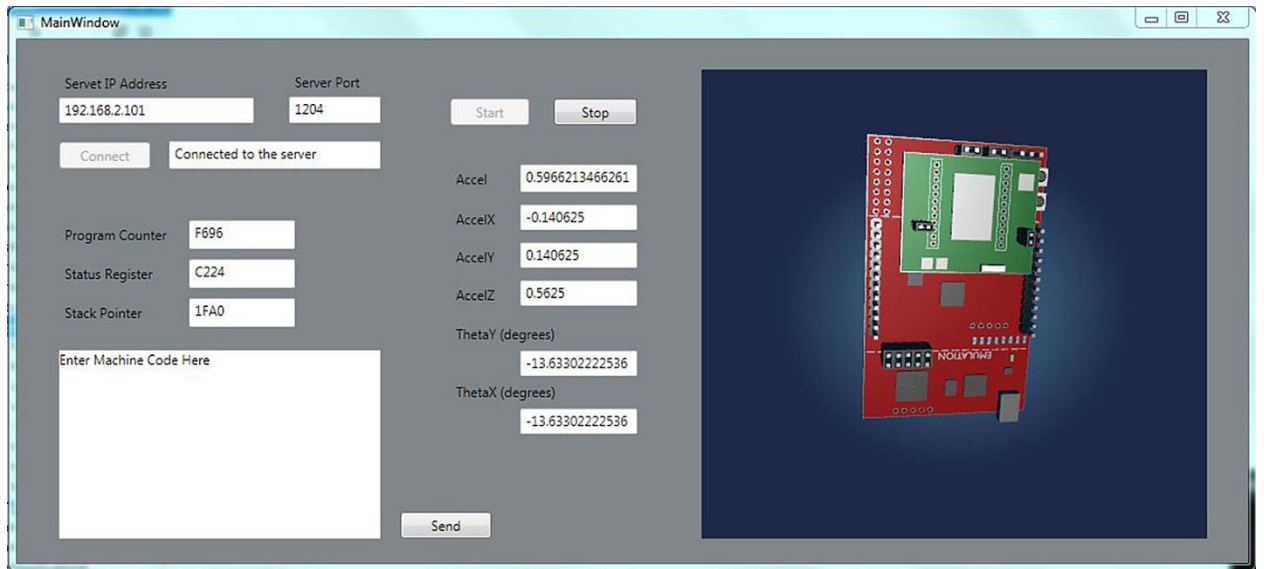 MainWindow
Servet IP Address
Server Port
192.168.2.101
1204
Connect
Connected to the server
Program Counter
F696
Status Register
C224
Stack Pointer
1FA0
Enter Machine Code Here
Start
Stop
Accel
0.5966213466261
AccelX
-0.140625
AccelY
0.140625
AccelZ
0.5625
ThetaY (degrees)
-13.63302222536
ThetaX (degrees)
-13.63302222536
Send
EMULATION